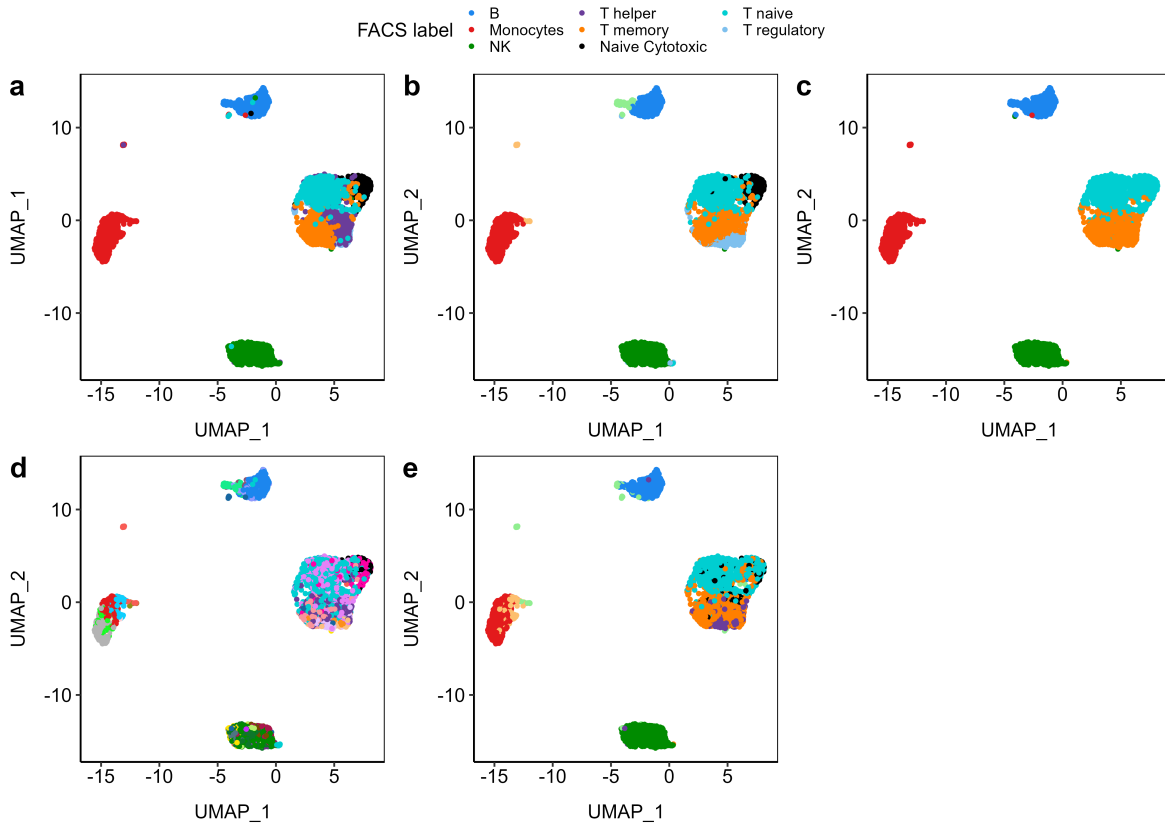 FACS label
B
Monocytes
NK
T helper
T memory
Naive Cytotoxic
T naive
T regulatory
a
UMAP_1
10
0
-10
-15 -10 -5 0 5
UMAP_1
b
UMAP_2
10
0
-10
-15 -10 -5 0 5
UMAP_1
c
UMAP_2
10
0
-10
-15 -10 -5 0 5
UMAP_1
d
UMAP_2
10
0
-10
-15 -10 -5 0 5
UMAP_1
e
UMAP_2
10
0
-10
-15 -10 -5 0 5
UMAP_1